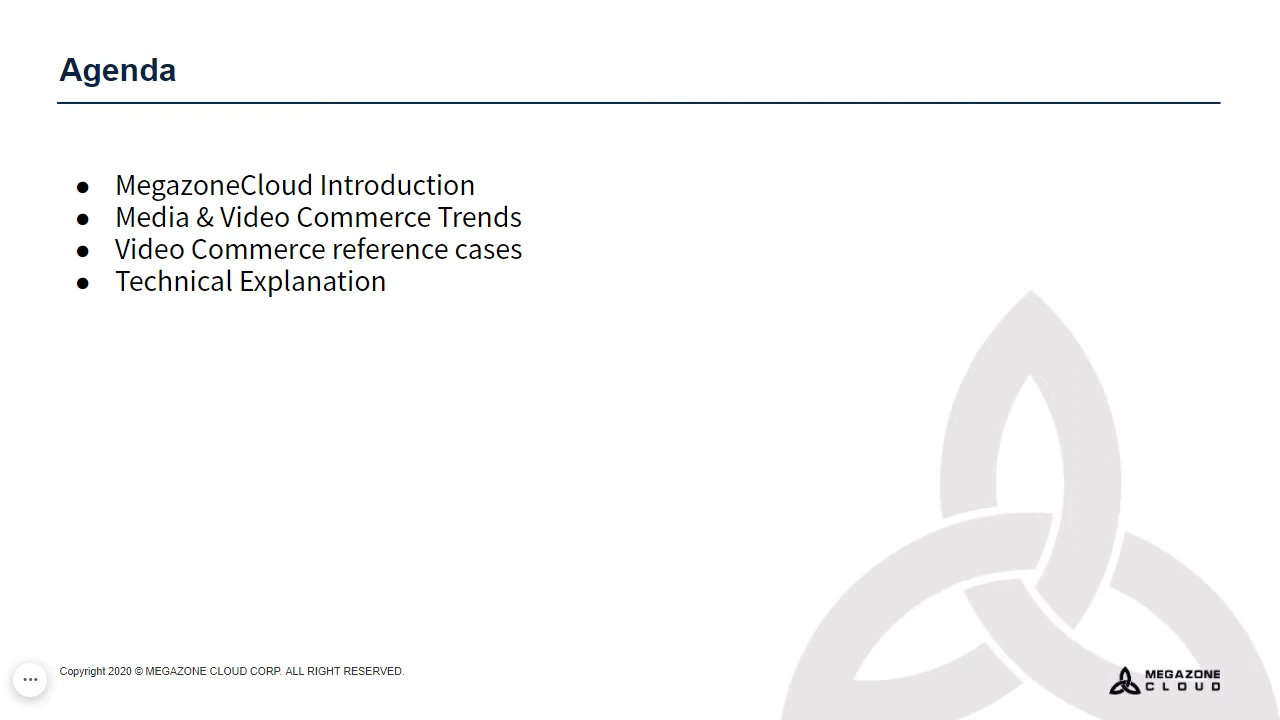 Agenda
● MegazoneCloud Introduction
● Media & Video Commerce Trends
● Video Commerce reference cases
● Technical Explanation
Copyright 2020 © MEGAZONE CLOUD CORP. ALL RIGHT RESERVED.
MEGAZONE
CLOUD